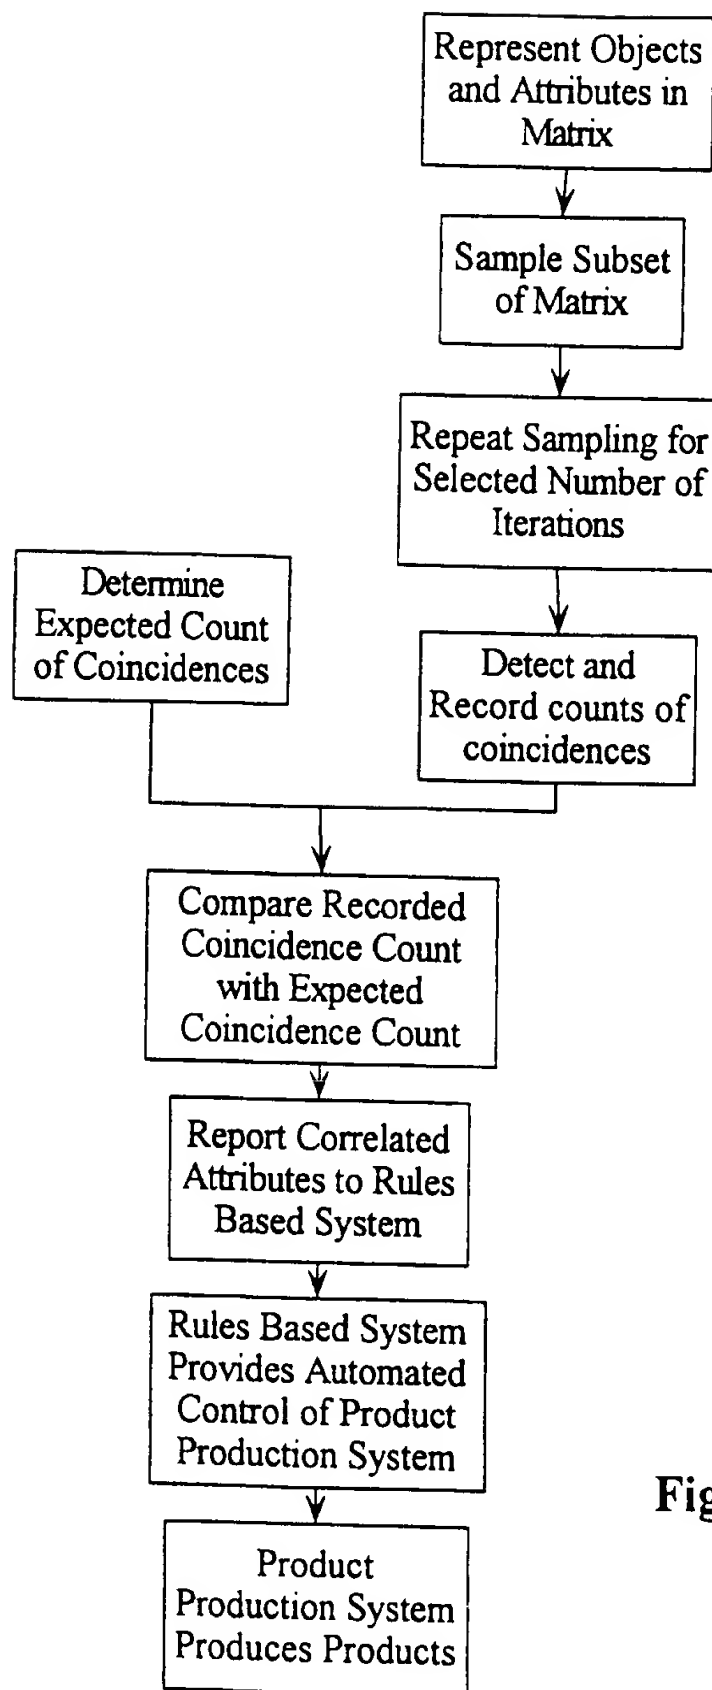 Represent Objects
and Attributes in
Matrix
Sample Subset
of Matrix
Repeat Sampling for
Selected Number of
Iterations
Determine
Expected Count
of Coincidences
Detect and
Record counts of
coincidences
Compare Recorded
Coincidence Count
with Expected
Coincidence Count
Report Correlated
Attributes to Rules
Based System
Rules Based System
Provides Automated
Control of Product
Production System
Fig
Product
Production System
Produces Products